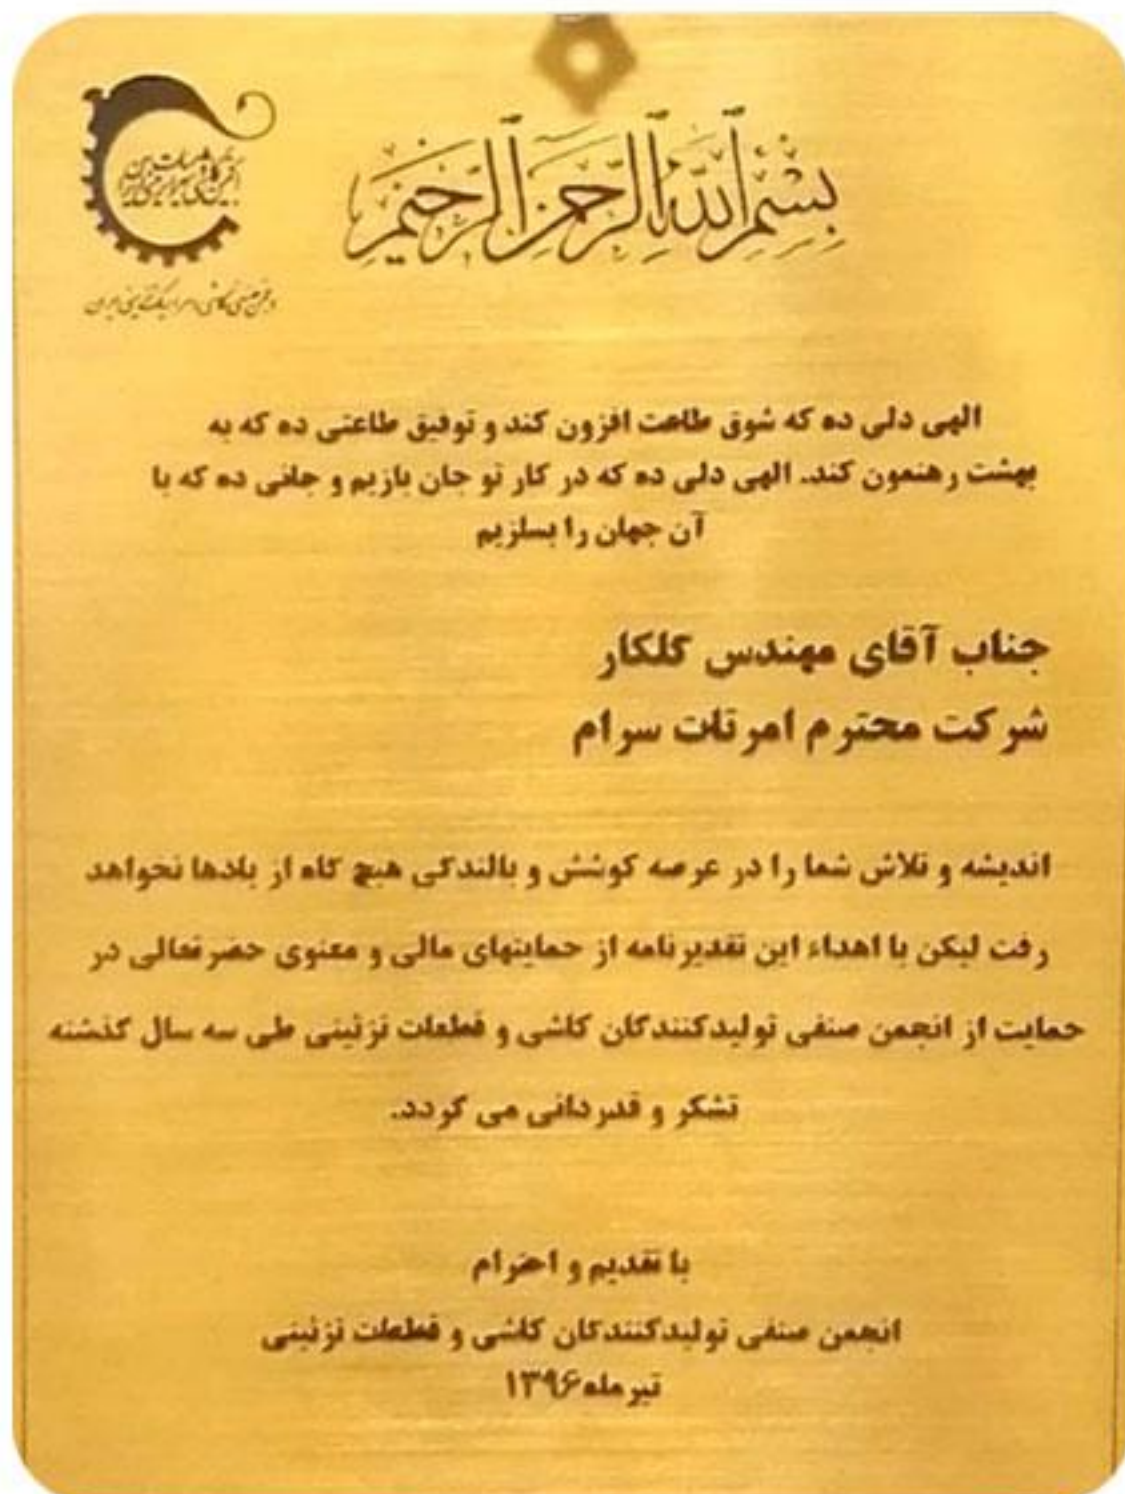 بسم الله الرحمن الرحیم
الهی دلی ده که شوق طاعت افزون کند و توفیق طاعتی ده که به
بهشت رهنمون کند. الهی دلی ده که در کار تو جان بازیم و جانی ده که با
آن جهان را بسازیم
جناب آقای مهندس گلکار
شرکت محترم امرتات سرام
اندیشه و تلاش شما را در عرصه کوشش و بالندگی هیچ گاه از یادها نخواهد
رفت لیکن با اهداء این تقدیرنامه از حمایتهای مالی و معنوی حضرتعالی در
حمایت از انجمن صنفی تولیدکنندگان کاشی و قطعات تزئینی طی سه سال گذشته
تشکر و قدردانی می گردد.
با تقدیم و احترام
انجمن صنفی تولیدکنندگان کاشی و قطعات تزئینی
تیرماه ۱۳۹۶